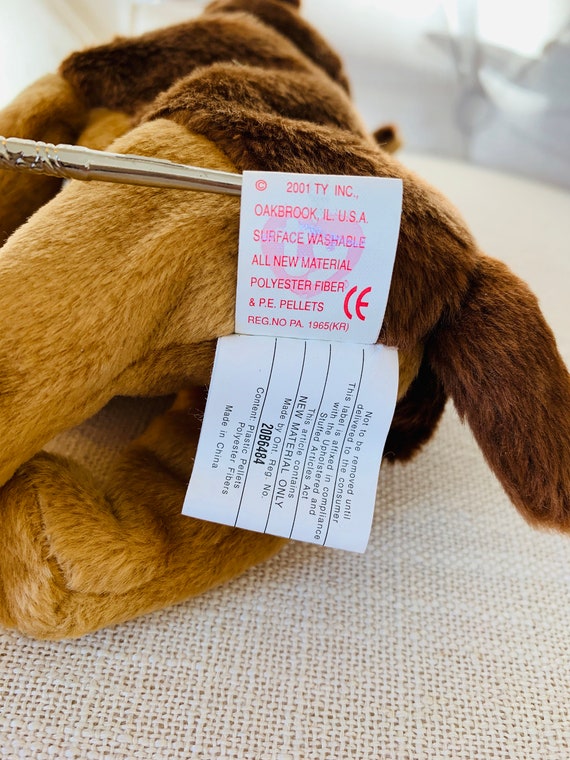 © 2001 TY INC.,
OAKBROOK, IL. U.S.A.
SURFACE WASHABLE
ALL NEW MATERIAL
POLYESTER FIBER
& P.E. PELLETS CE
REG.NO PA. 1965(KR)
Not to be removed until
delivered to the consumer
This label is affixed in compliance
with the Upholstered and
Stuffed Articles Act
This article contains
NEW MATERIAL ONLY
Made by Ont. Reg. No.
20B6484
Content: Plastic Pellets
Polyester Fibers
Made in China